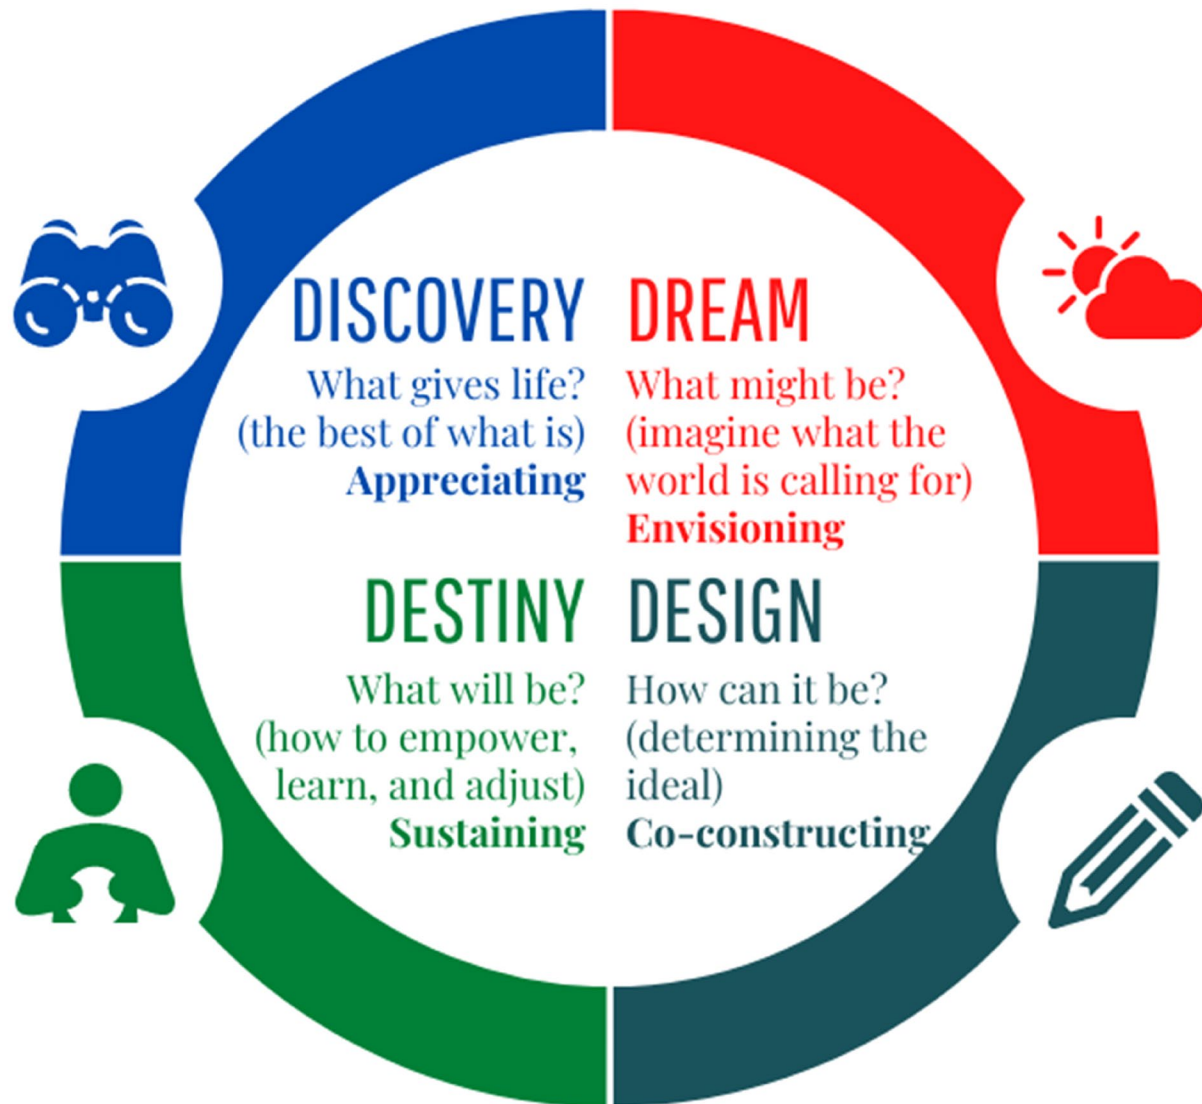 DISCOVERY
What gives life?
(the best of what is)
Appreciating
DREAM
What might be?
(imagine what the
world is calling for)
Envisioning
DESTINY
What will be?
(how to empower,
learn, and adjust)
Sustaining
DESIGN
How can it be?
(determining the
ideal)
Co-constructing